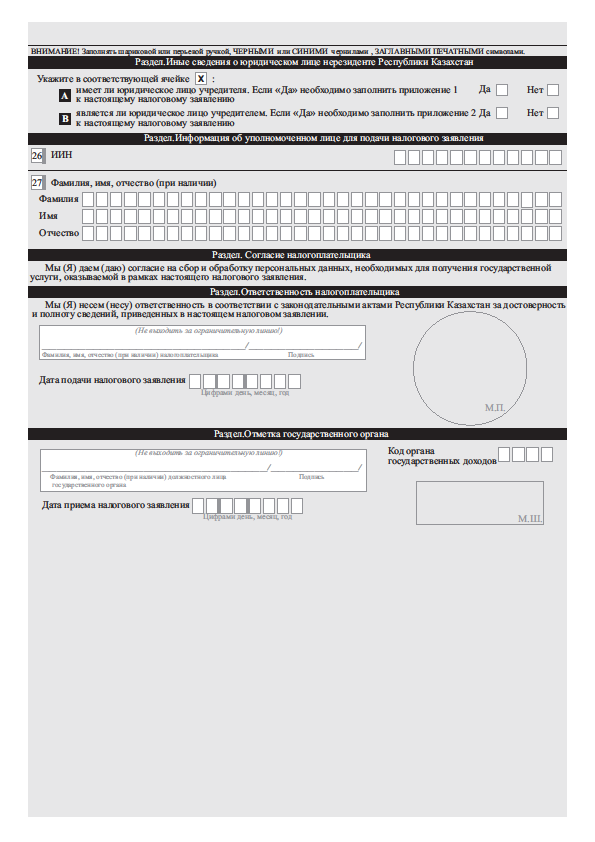 ВНИМАНИЕ! Заполнять шариковой или перьевой ручкой, ЧЕРНЫМИ или СИНИМИ чернилами , ЗАГЛАВНЫМИ ПЕЧАТНЫМИ символами.
Раздел.Иные сведения о юридическом лице нерезиденте Республики Казахстан
Укажите в соответствующей ячейке X :
A имеет ли юридическое лицо учредителя. Если «Да» необходимо заполнить приложение 1 Да Нет
к настоящему налоговому заявлению
B является ли юридическое лицо учредителем. Если «Да» необходимо заполнить приложение 2 Да Нет
к настоящему налоговому заявлению
Раздел.Информация об уполномоченном лице для подачи налогового заявления
26 ИИН
27 Фамилия, имя, отчество (при наличии)
Фамилия
Имя
Отчество
Раздел. Согласие налогоплательщика
Мы (Я) даем (даю) согласие на сбор и обработку персональных данных, необходимых для получения государственной
услуги, оказываемой в рамках настоящего налогового заявления.
Раздел.Ответственность налогоплательщика
Мы (Я) несем (несу) ответственность в соответствии с законодательными актами Республики Казахстан за достоверность
и полноту сведений, приведенных в настоящем налоговом заявлении.
(Не выходить за ограничительную линию!)
Фамилия, имя, отчество (при наличии) налогоплательщика Подпись
Дата подачи налогового заявления
Цифрами день, месяц, год
М.П.
Раздел.Отметка государственного органа
(Не выходить за ограничительную линию!)
Фамилия, имя, отчество (при наличии) должностного лица Подпись
государственного органа
Код органа
государственных доходов
Дата приема налогового заявления
Цифрами день, месяц, год
М.Ш.